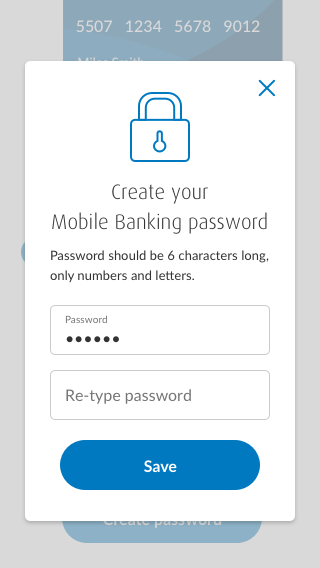 5507 1234 5678 9012
Miles Smith
Create your
Mobile Banking password
Password should be 6 characters long,
only numbers and letters.
Password
••••••
Re-type password
Save
Create password